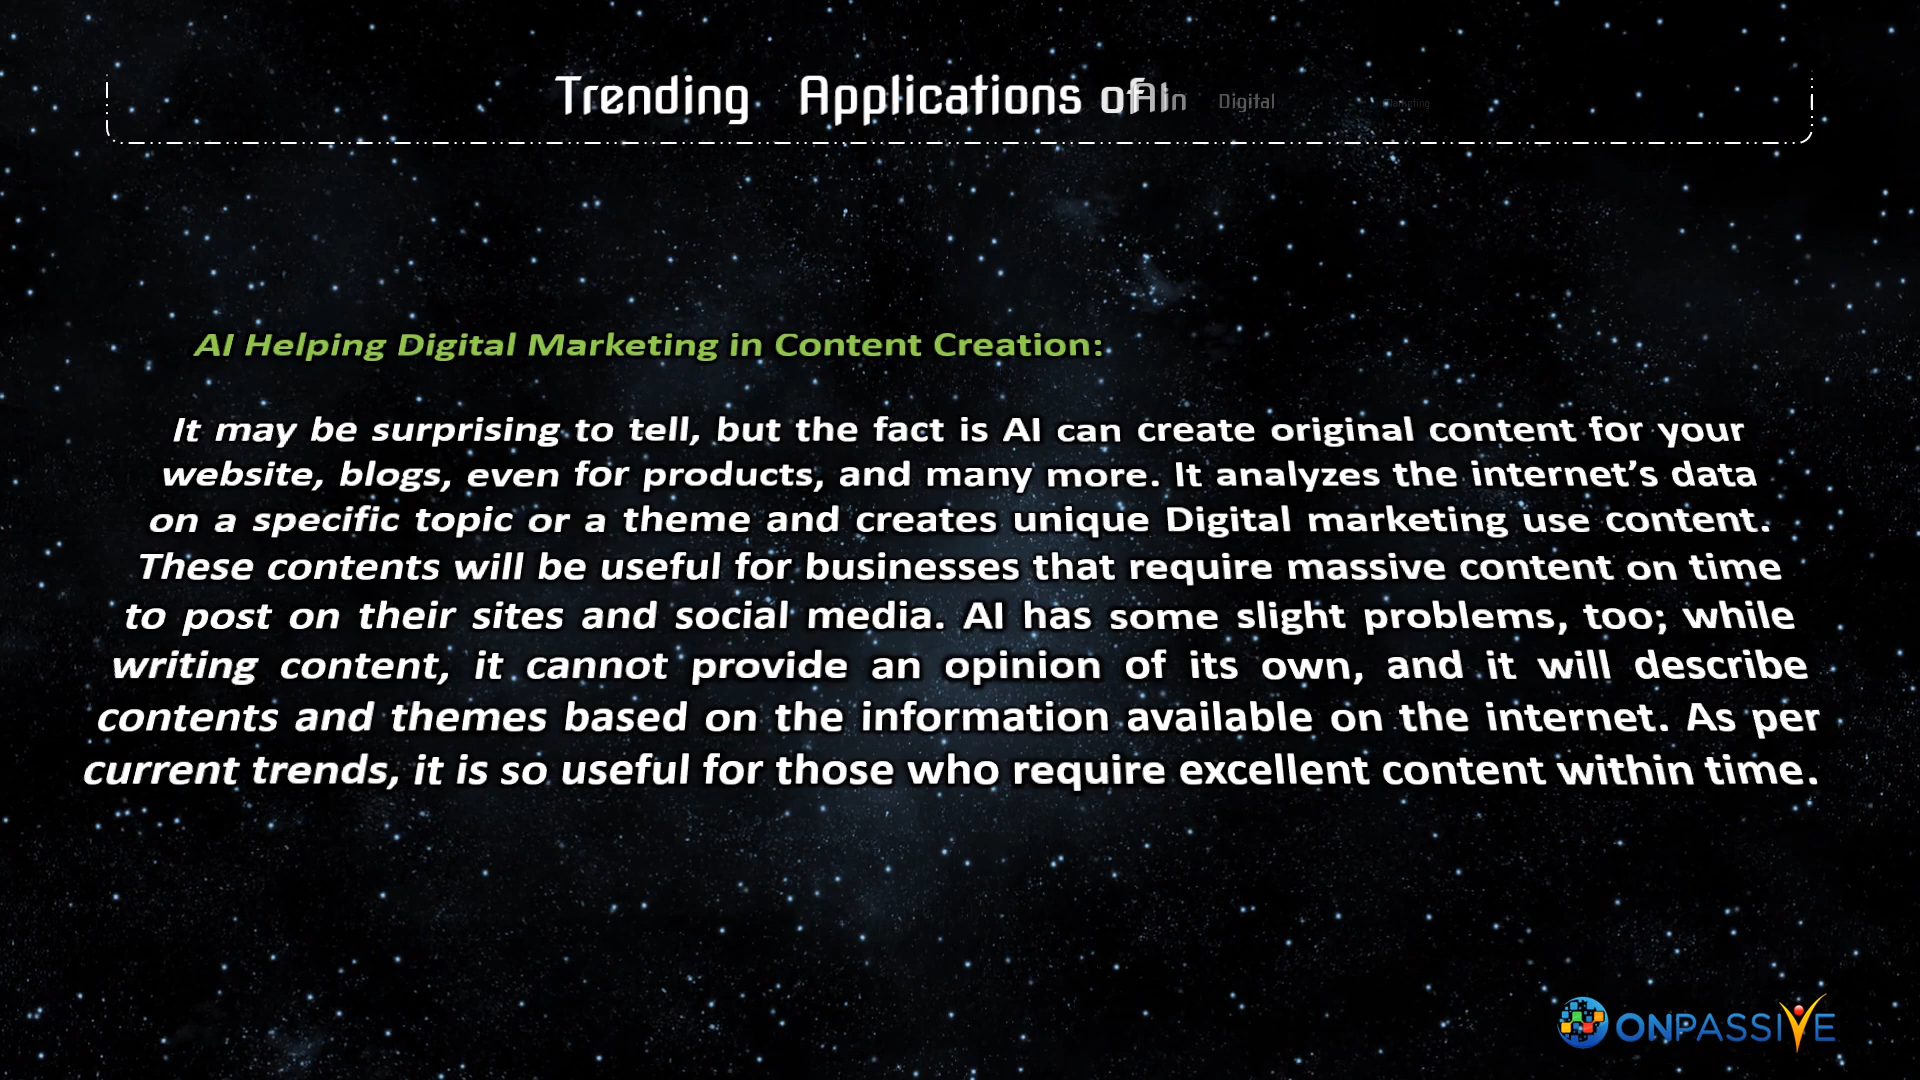 Trending Applications of AI in Digital Marketing
AI Helping Digital Marketing in Content Creation:
It may be surprising to tell, but the fact is AI can create original content for your
website, blogs, even for products, and many more. It analyzes the internet's data
on a specific topic or a theme and creates unique Digital marketing use content.
These contents will be useful for businesses that require massive content on time
to post on their sites and social media. AI has some slight problems, too; while
writing content, it cannot provide an opinion of its own, and it will describe
contents and themes based on the information available on the internet. As per
current trends, it is so useful for those who require excellent content within time.
ONPASSIVE